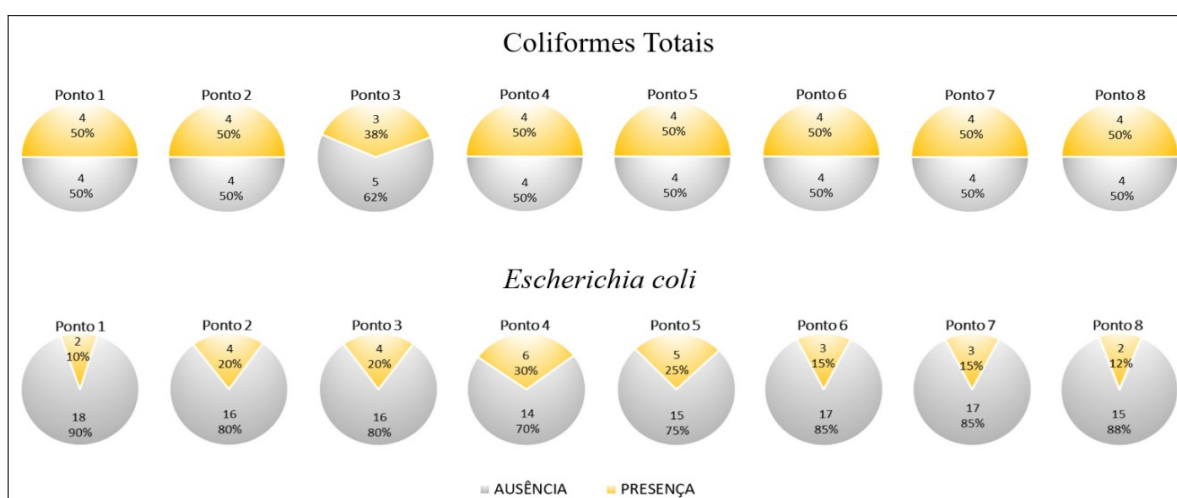 Coliformes Totais
Ponto 1 Ponto 2 Ponto 3 Ponto 4 Ponto 5 Ponto 6 Ponto 7 Ponto 8
4 4 3 4 4 4 4 4
50% 50% 38% 50% 50% 50% 50% 50%
4 4 5 4 4 4 4 4
50% 50% 62% 50% 50% 50% 50% 50%
Escherichia coli
Ponto 1 Ponto 2 Ponto 3 Ponto 4 Ponto 5 Ponto 6 Ponto 7 Ponto 8
2 4 4 6 5 3 3 2
10% 20% 20% 30% 25% 15% 15% 12%
18 16 16 14 15 17 17 15
90% 80% 80% 70% 75% 85% 85% 88%
AUSÊNCIA PRESENÇA